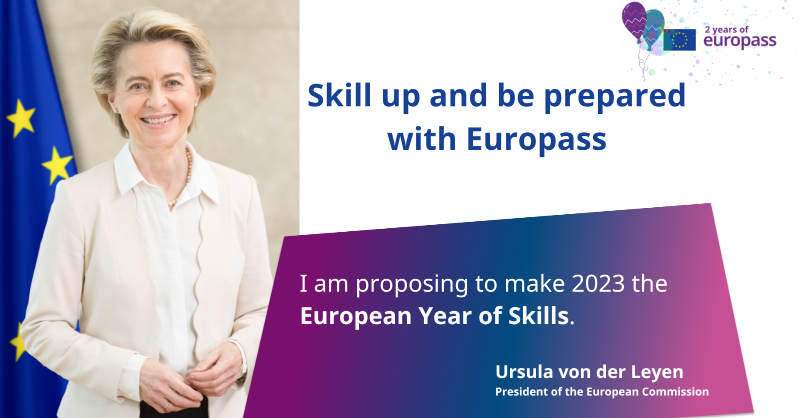 2 years of
europass
Skill up and be prepared
with Europass
I am proposing to make 2023 the
European Year of Skills.
Ursula von der Leyen
President of the European Commission